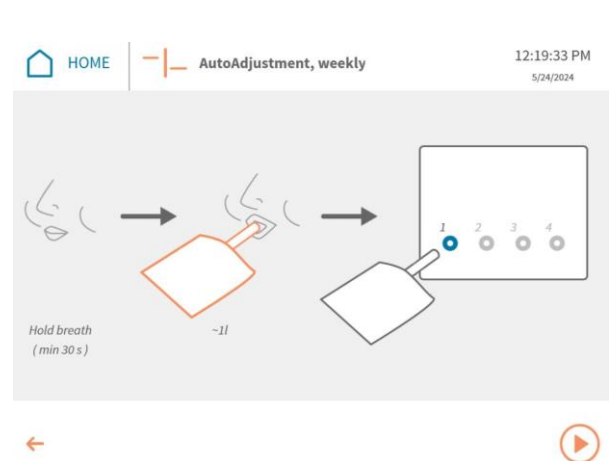 HOME
AutoAdjustment, weekly
12:19:33 PM
5/24/2024
1 2 3 4
Hold breath
( min 30 s )
~1l